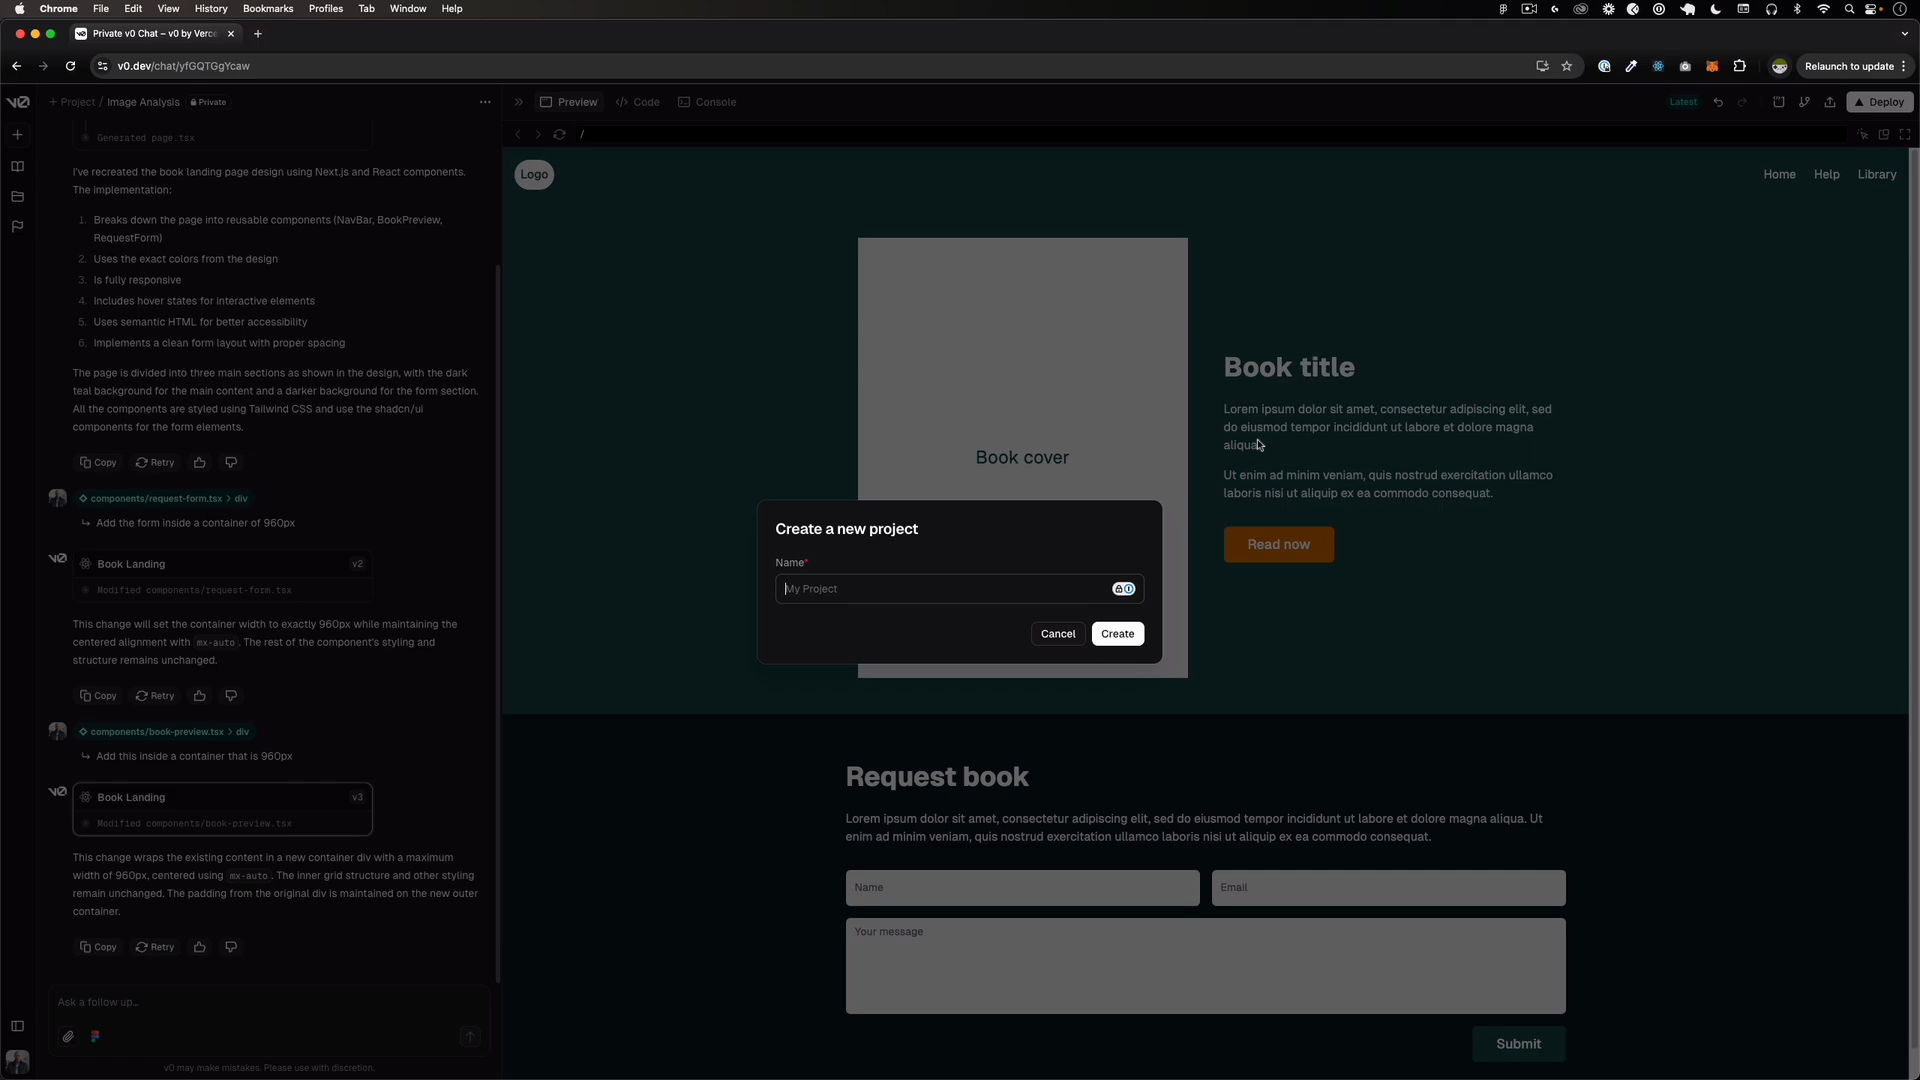 Chrome File Edit View History Bookmarks Profiles Tab Window Help
Private v0 Chat – v0 by Verce
v0.dev/chat/yfGQTGgYcaw
Relaunch to update
v0
Project / Image Analysis Private
Preview Code Console
Latest
Deploy
/
Generated page.tsx
I've recreated the book landing page design using Next.js and React components.
The implementation:
1. Breaks down the page into reusable components (NavBar, BookPreview,
RequestForm)
2. Uses the exact colors from the design
3. Is fully responsive
4. Includes hover states for interactive elements
5. Uses semantic HTML for better accessibility
6. Implements a clean form layout with proper spacing
The page is divided into three main sections as shown in the design, with the dark
teal background for the main content and a darker background for the form section.
All the components are styled using Tailwind CSS and use the shadcn/ui
components for the form elements.
Copy Retry
components/request-form.tsx > div
Add the form inside a container of 960px
v0
Book Landing v2
Modified components/request-form.tsx
This change will set the container width to exactly 960px while maintaining the
centered alignment with mx-auto. The rest of the component's styling and
structure remains unchanged.
Copy Retry
components/book-preview.tsx > div
Add this inside a container that is 960px
v0
Book Landing v3
Modified components/book-preview.tsx
This change wraps the existing content in a new container div with a maximum
width of 960px, centered using mx-auto. The inner grid structure and other styling
remain unchanged. The padding from the original div is maintained on the new outer
container.
Copy Retry
Ask a follow up...
v0 may make mistakes. Please use with discretion.
Logo
Home Help Library
Book cover
Book title
Lorem ipsum dolor sit amet, consectetur adipiscing elit, sed
do eiusmod tempor incididunt ut labore et dolore magna
aliqua.
Ut enim ad minim veniam, quis nostrud exercitation ullamco
laboris nisi ut aliquip ex ea commodo consequat.
Read now
Create a new project
Name*
My Project
Cancel Create
Request book
Lorem ipsum dolor sit amet, consectetur adipiscing elit, sed do eiusmod tempor incididunt ut labore et dolore magna aliqua. Ut
enim ad minim veniam, quis nostrud exercitation ullamco laboris nisi ut aliquip ex ea commodo consequat.
Name Email
Your message
Submit